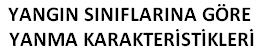 YANGIN SINIFLARINA GÖRE
YANMA KARAKTERİSTİKLERİ